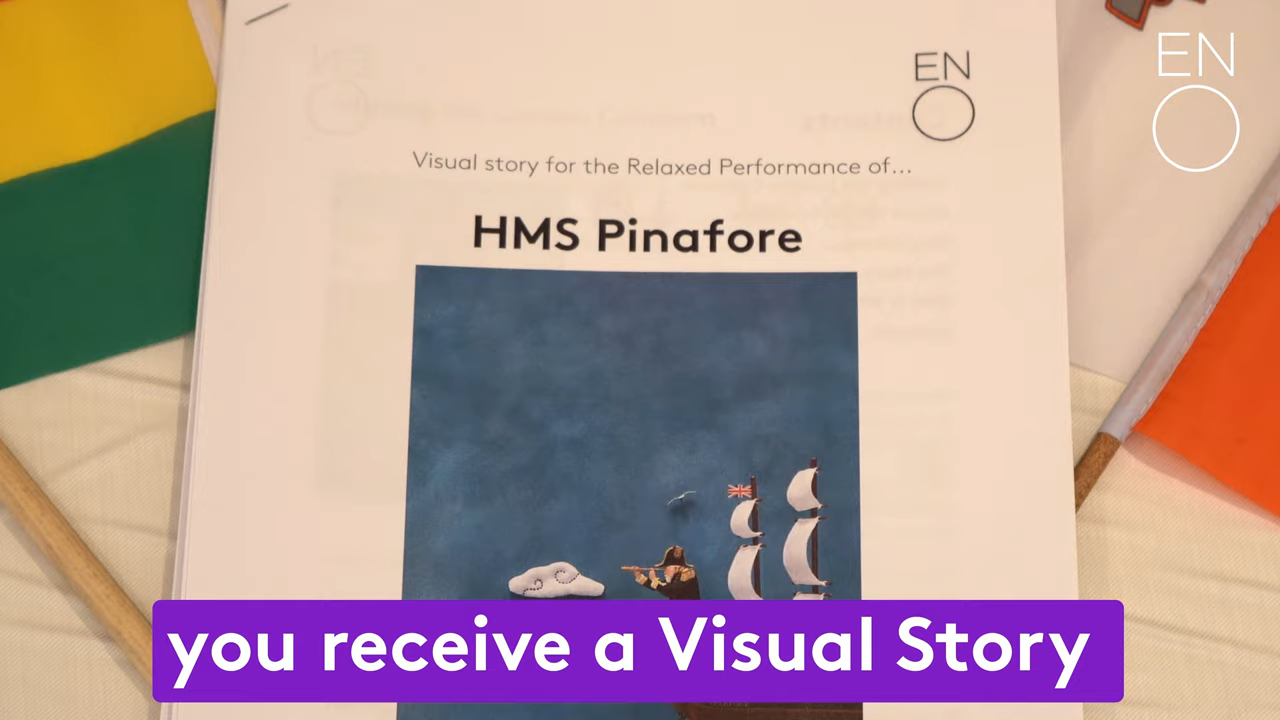 EN
O
EN
O
Visual story for the Relaxed Performance of...
HMS Pinafore
you receive a Visual Story